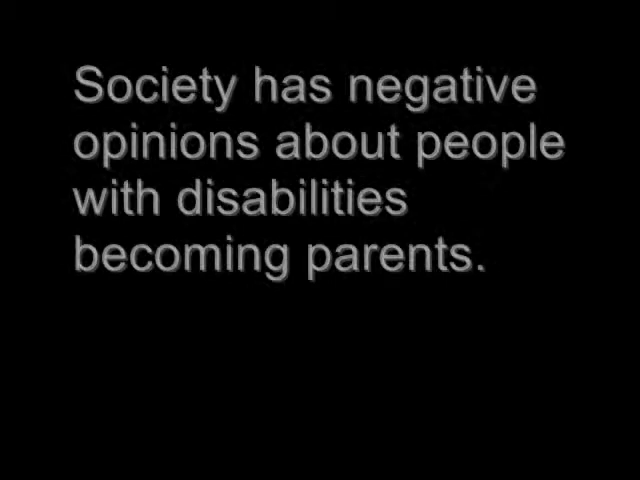 Society has negative
opinions about people
with disabilities
becoming parents.